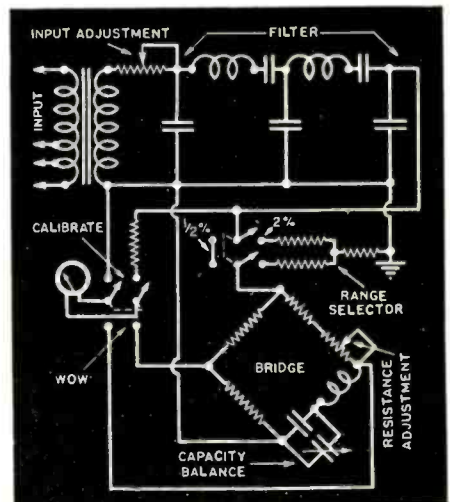 INPUT ADJUSTMENT
FILTER
INPUT
CALIBRATE
1/2%
2%
RANGE
SELECTOR
WOW
BRIDGE
RESISTANCE
ADJUSTMENT
CAPACITY
BALANCE